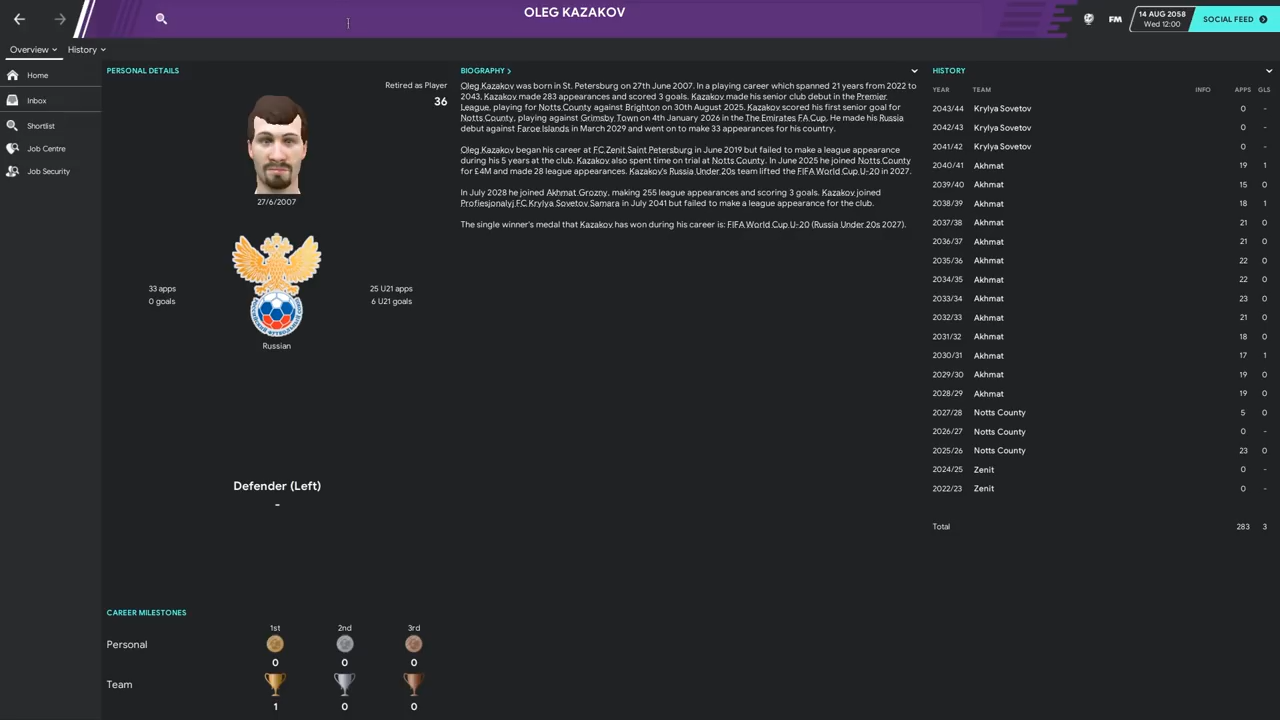 OLEG KAZAKOV
FM
14 AUG 2058
Wed 12:00
SOCIAL FEED
Overview
History
Home
Inbox
Shortlist
Job Centre
Job Security
PERSONAL DETAILS
Retired as Player
36
27/6/2007
33 apps
0 goals
25 U21 apps
6 U21 goals
Russian
Defender (Left)
-
CAREER MILESTONES
1st 2nd 3rd
Personal
0 0 0
Team
1 0 0
BIOGRAPHY
Oleg Kazakov was born in St. Petersburg on 27th June 2007. In a playing career which spanned 21 years from 2022 to
2043, Kazakov made 283 appearances and scored 3 goals. Kazakov made his senior club debut in the Premier
League, playing for Notts County against Brighton on 30th August 2025. Kazakov scored his first senior goal for
Notts County, playing against Grimsby Town on 4th January 2026 in the The Emirates FA Cup. He made his Russia
debut against Faroe Islands in March 2029 and went on to make 33 appearances for his country.
Oleg Kazakov began his career at FC Zenit Saint Petersburg in June 2019 but failed to make a league appearance
during his 5 years at the club. Kazakov also spent time on trial at Notts County. In June 2025 he joined Notts County
for £4M and made 28 league appearances. Kazakov's Russia Under 20s team lifted the FIFA World Cup U-20 in 2027.
In July 2028 he joined Akhmat Grozny, making 255 league appearances and scoring 3 goals. Kazakov joined
Profiesjonalyj FC Krylya Sovetov Samara in July 2041 but failed to make a league appearance for the club.
The single winner's medal that Kazakov has won during his career is: FIFA World Cup U-20 (Russia Under 20s 2027).
HISTORY
YEAR TEAM INFO APPS GLS
2043/44 Krylya Sovetov 0 -
2042/43 Krylya Sovetov 0 -
2041/42 Krylya Sovetov 0 -
2040/41 Akhmat 19 1
2039/40 Akhmat 15 0
2038/39 Akhmat 18 1
2037/38 Akhmat 21 0
2036/37 Akhmat 21 0
2035/36 Akhmat 22 0
2034/35 Akhmat 22 0
2033/34 Akhmat 23 0
2032/33 Akhmat 21 0
2031/32 Akhmat 18 0
2030/31 Akhmat 17 1
2029/30 Akhmat 19 0
2028/29 Akhmat 19 0
2027/28 Notts County 5 0
2026/27 Notts County 0 -
2025/26 Notts County 23 0
2024/25 Zenit 0 -
2022/23 Zenit 0 -
Total 283 3